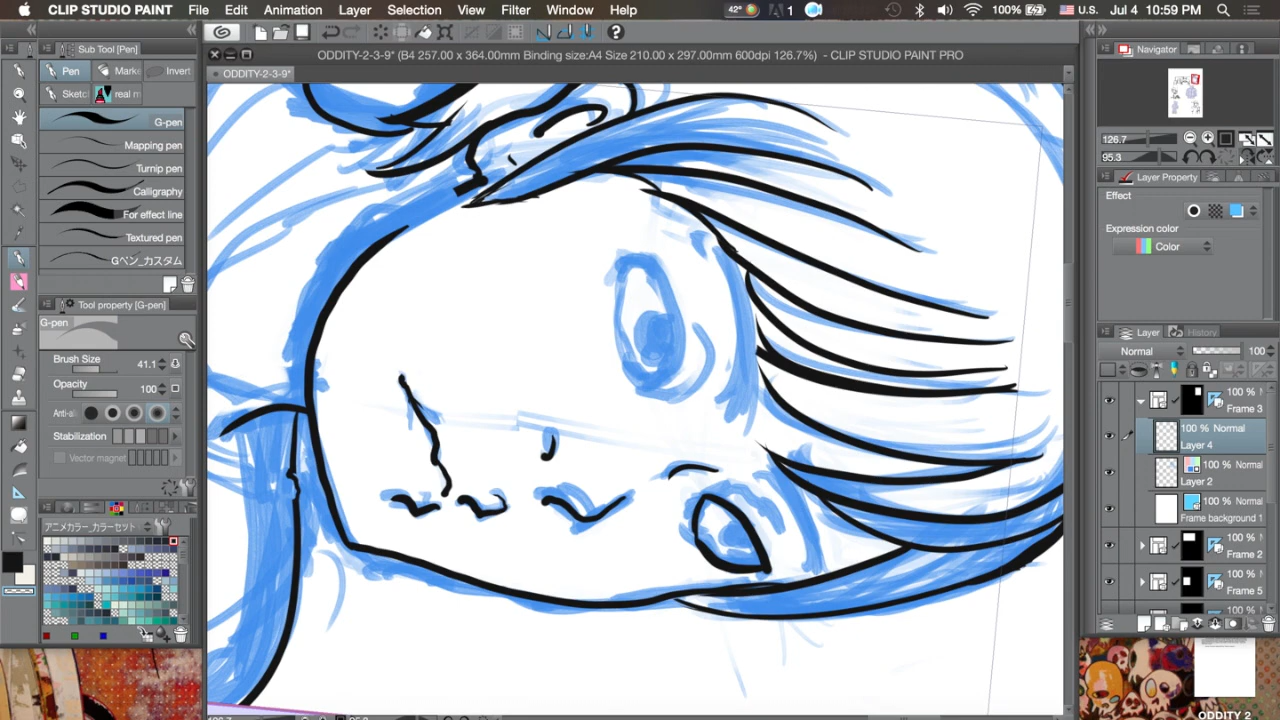 CLIP STUDIO PAINT File Edit Animation Layer Selection View Filter Window Help 42° 1 100% U.S. Jul 4 10:59 PM
Sub Tool [Pen]
Pen Marke Invert
Sketc real m
G-pen
Mapping pen
Turnip pen
Calligraphy
For effect line
Textured pen
Gペン_カスタム
Tool property [G-pen]
G-pen
Brush Size 41.1
Opacity 100
Anti-al
Stabilization
Vector magnet
アニメカラー_カラーセット
ODDITY-2-3-9* (B4 257.00 x 364.00mm Binding size:A4 Size 210.00 x 297.00mm 600dpi 126.7%) - CLIP STUDIO PAINT PRO
ODDITY-2-3-9*
Navigator
126.7
95.3
Layer Property
Effect
Expression color
Color
Layer History
Normal 100
100 %
Frame 3
100 % Normal
Layer 4
100 % Normal
Layer 2
100 % Normal
Frame background 1
100 %
Frame 2
100 %
Frame 5
100 %
ODDITY 2